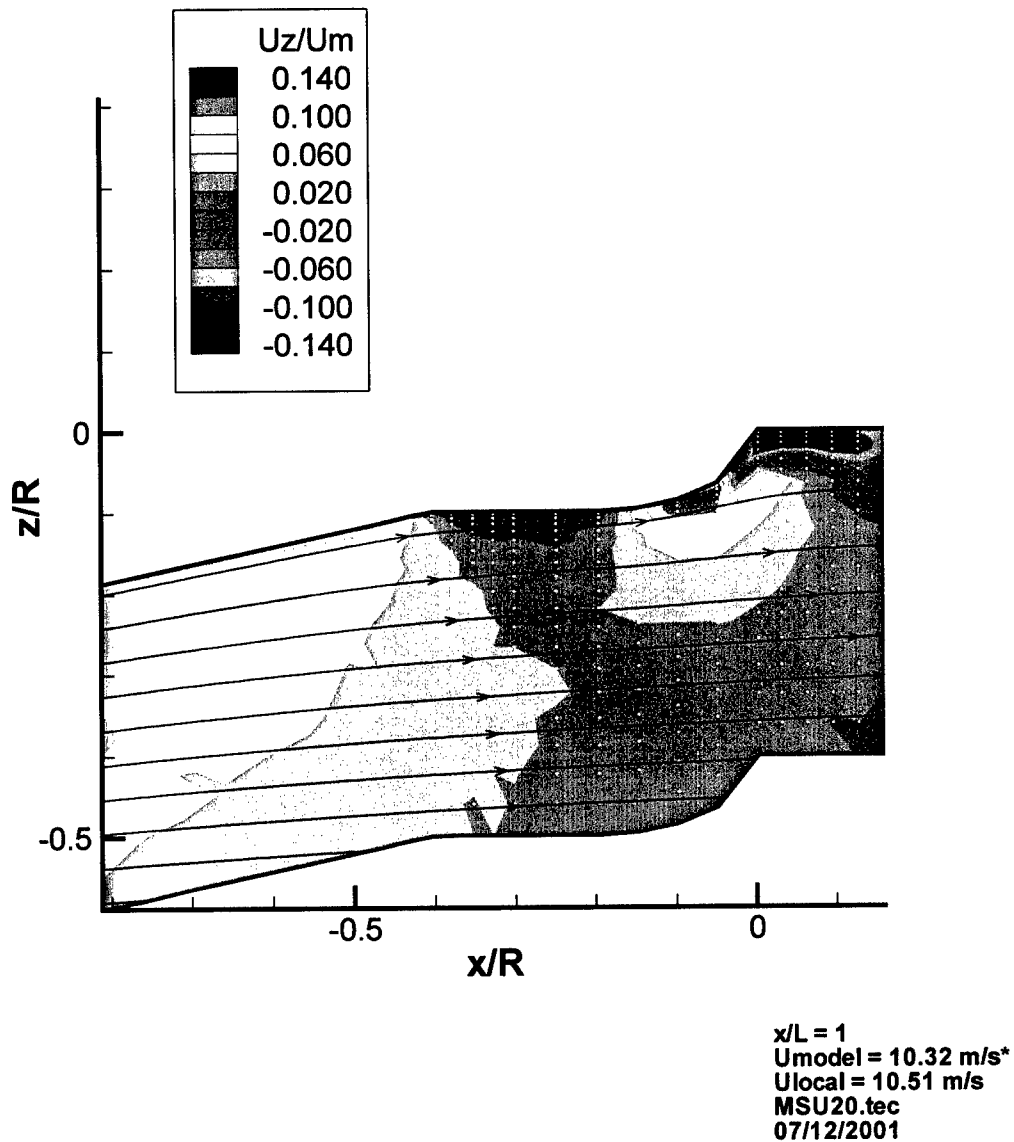 Uz/Um
0.140
0.100
0.060
0.020
-0.020
-0.060
-0.100
-0.140
0
z/R
-0.5
-0.5
0
x/R
x/L = 1
Umodel = 10.32 m/s*
Ulocal = 10.51 m/s
MSU20.tec
07/12/2001